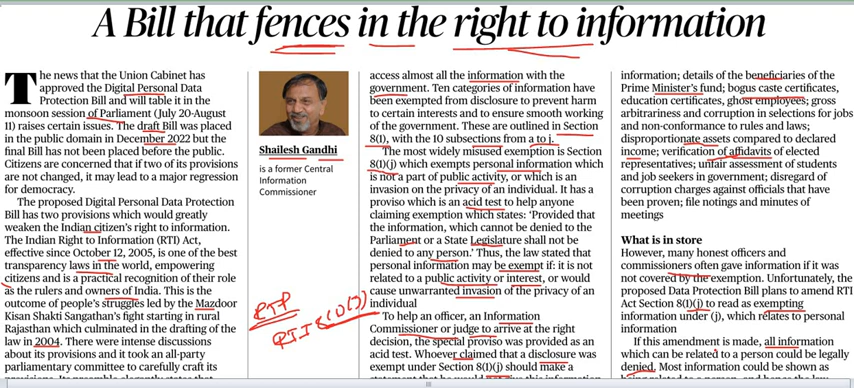 A Bill that fences in the right to information
The news that the Union Cabinet has
approved the Digital Personal Data
Protection Bill and will table it in the
monsoon session of Parliament (July 20-August
11) raises certain issues. The draft Bill was placed
in the public domain in December 2022 but the
final Bill has not been placed before the public.
Citizens are concerned that if two of its provisions
are not changed, it may lead to a major regression
for democracy.
The proposed Digital Personal Data Protection
Bill has two provisions which would greatly
weaken the Indian citizen's right to information.
The Indian Right to Information (RTI) Act,
effective since October 12, 2005, is one of the best
transparency laws in the world, empowering
citizens and is a practical recognition of their role
as the rulers and owners of India. This is the
outcome of people's struggles led by the Mazdoor
Kisan Shakti Sangathan's fight starting in rural
Rajasthan which culminated in the drafting of the
law in 2004. There were intense discussions
about its provisions and it took an all-party
parliamentary committee to carefully craft its
Shailesh Gandhi
is a former Central
Information
Commissioner
RTI 8(1)(j)
access almost all the information with the
government. Ten categories of information have
been exempted from disclosure to prevent harm
to certain interests and to ensure smooth working
of the government. These are outlined in Section
8(1), with the 10 subsections from a to j.
The most widely misused exemption is Section
8(1)(j) which exempts personal information which
is not a part of public activity, or which is an
invasion on the privacy of an individual. It has a
proviso which is an acid test to help anyone
claiming exemption which states: 'Provided that
the information, which cannot be denied to the
Parliament or a State Legislature shall not be
denied to any person.' Thus, the law stated that
personal information may be exempt if: it is not
related to a public activity or interest, or would
cause unwarranted invasion of the privacy of an
individual
To help an officer, an Information
Commissioner or judge to arrive at the right
decision, the special proviso was provided as an
acid test. Whoever claimed that a disclosure was
exempt under Section 8(1)(j) should make a
information; details of the beneficiaries of the
Prime Minister's fund; bogus caste certificates,
education certificates, ghost employees; gross
arbitrariness and corruption in selections for jobs
and non-conformance to rules and laws;
disproportionate assets compared to declared
income; verification of affidavits of elected
representatives; unfair assessment of students
and job seekers in government; disregard of
corruption charges against officials that have
been proven; file notings and minutes of
meetings
What is in store
However, many honest officers and
commissioners often gave information if it was
not covered by the exemption. Unfortunately, the
proposed Data Protection Bill plans to amend RTI
Act Section 8(1)(j) to read as exempting
information under (j), which relates to personal
information
If this amendment is made, all information
which can be related to a person could be legally
denied. Most information could be shown as